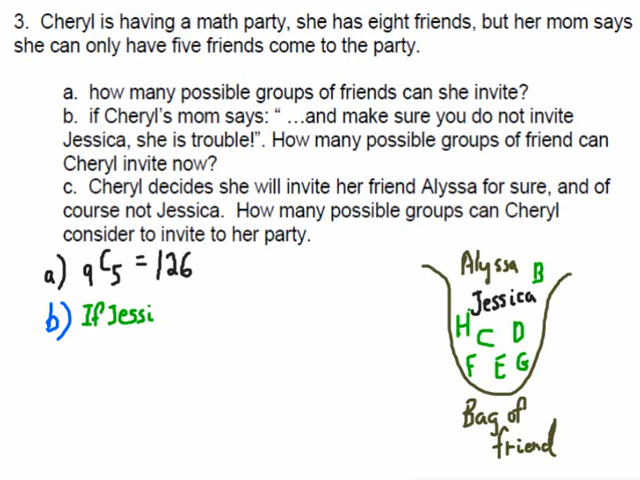 3. Cheryl is having a math party, she has eight friends, but her mom says
she can only have five friends come to the party.
a. how many possible groups of friends can she invite?
b. if Cheryl's mom says: “ …and make sure you do not invite
Jessica, she is trouble!”. How many possible groups of friend can
Cheryl invite now?
c. Cheryl decides she will invite her friend Alyssa for sure, and of
course not Jessica. How many possible groups can Cheryl
consider to invite to her party.
a) 9C5 = 126
b) If Jessi
Alyssa B
Jessica
H C D
F E G
Bag of
friend